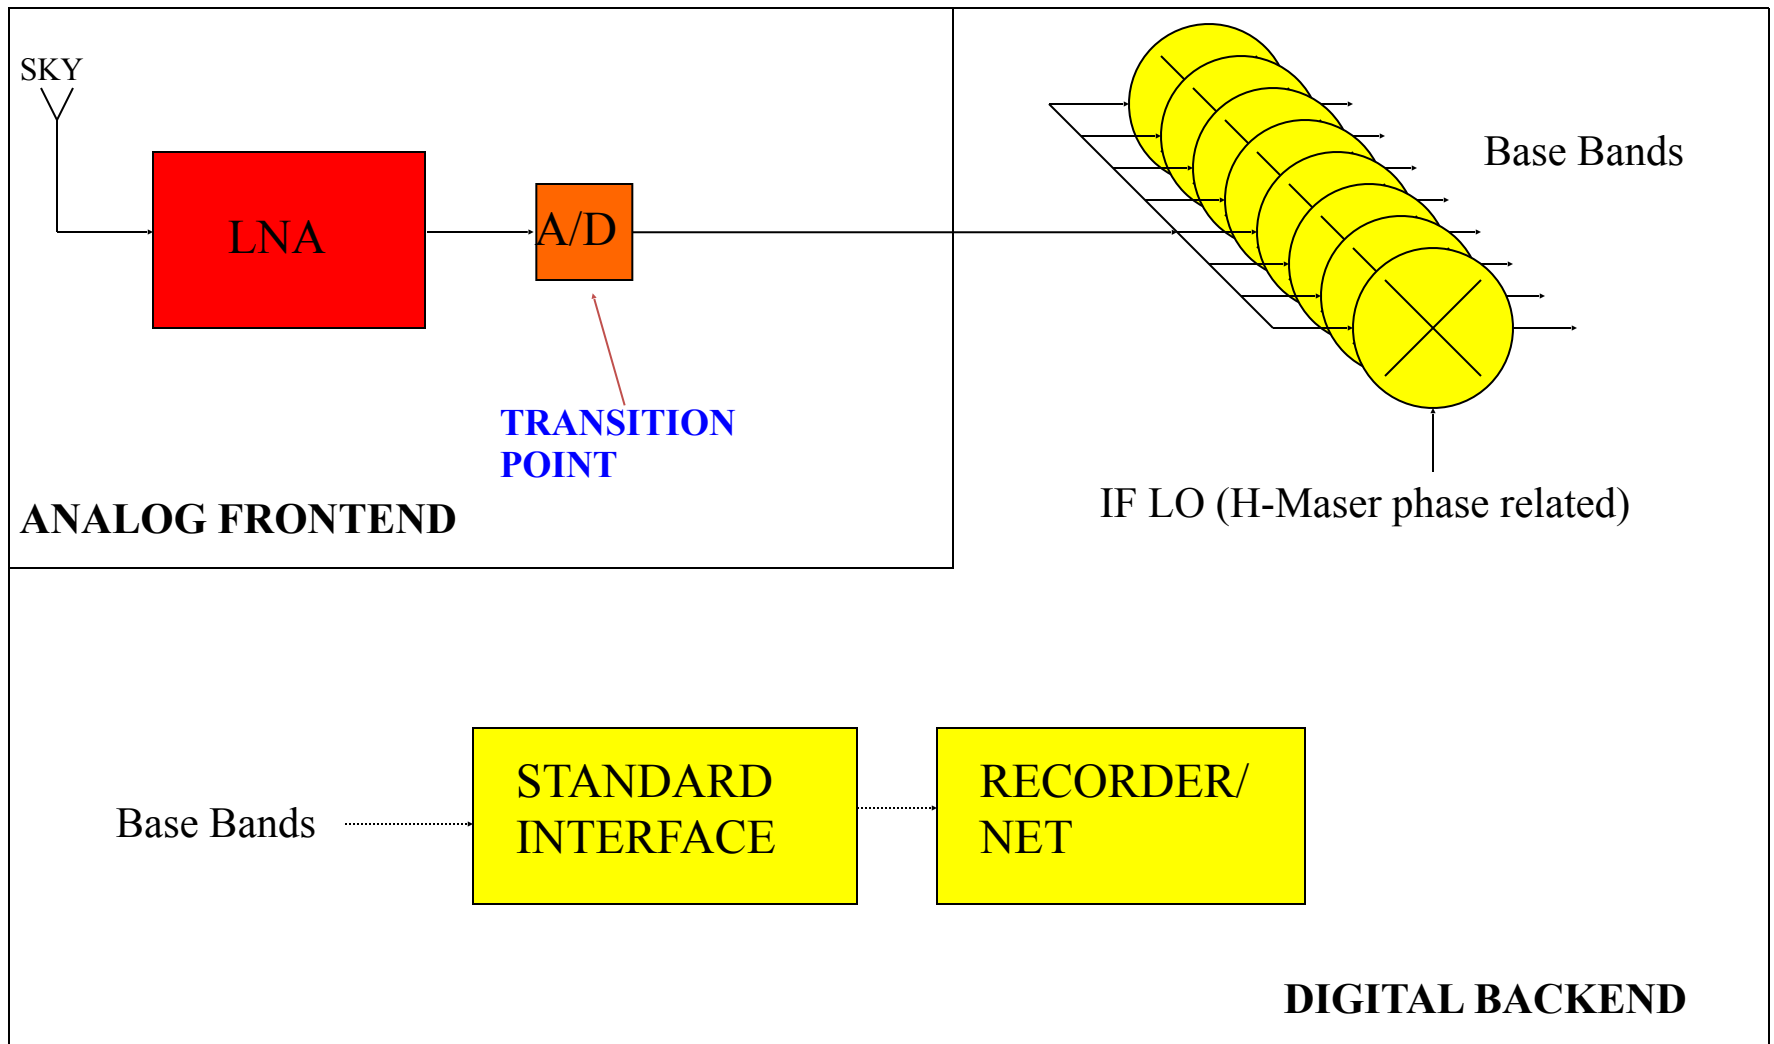 SKY
LNA
A/D
TRANSITION
POINT
ANALOG FRONTEND
Base Bands
IF LO (H-Maser phase related)
Base Bands
STANDARD
INTERFACE
RECORDER/
NET
DIGITAL BACKEND